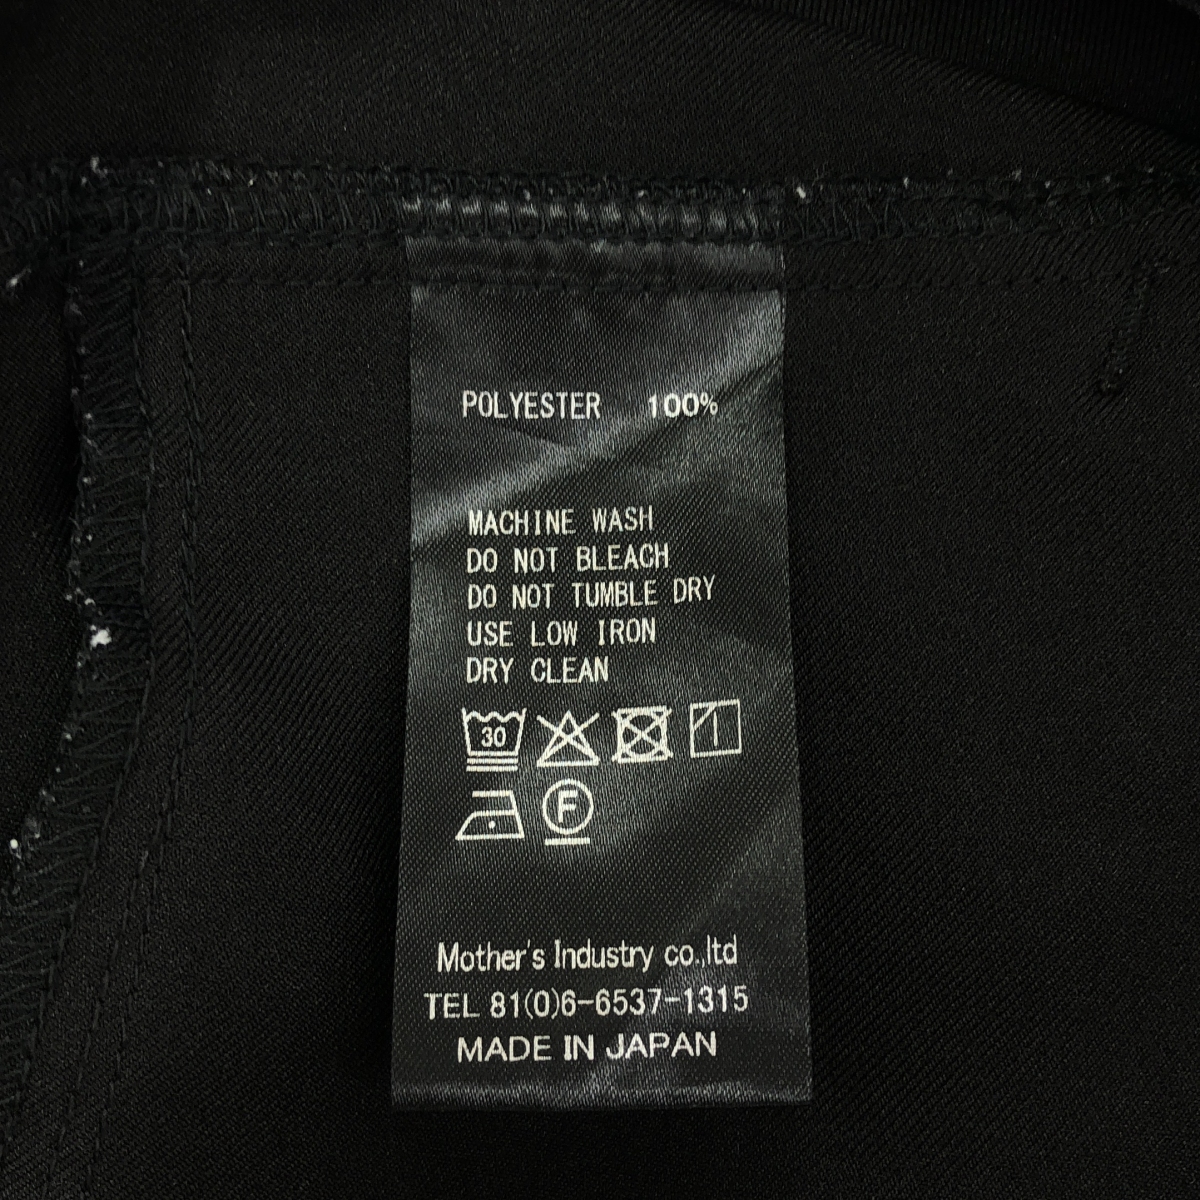 POLYESTER 100%
MACHINE WASH
DO NOT BLEACH
DO NOT TUMBLE DRY
USE LOW IRON
DRY CLEAN
30
F
Mother's Industry co.,ltd
TEL 81(0)6-6537-1315
MADE IN JAPAN